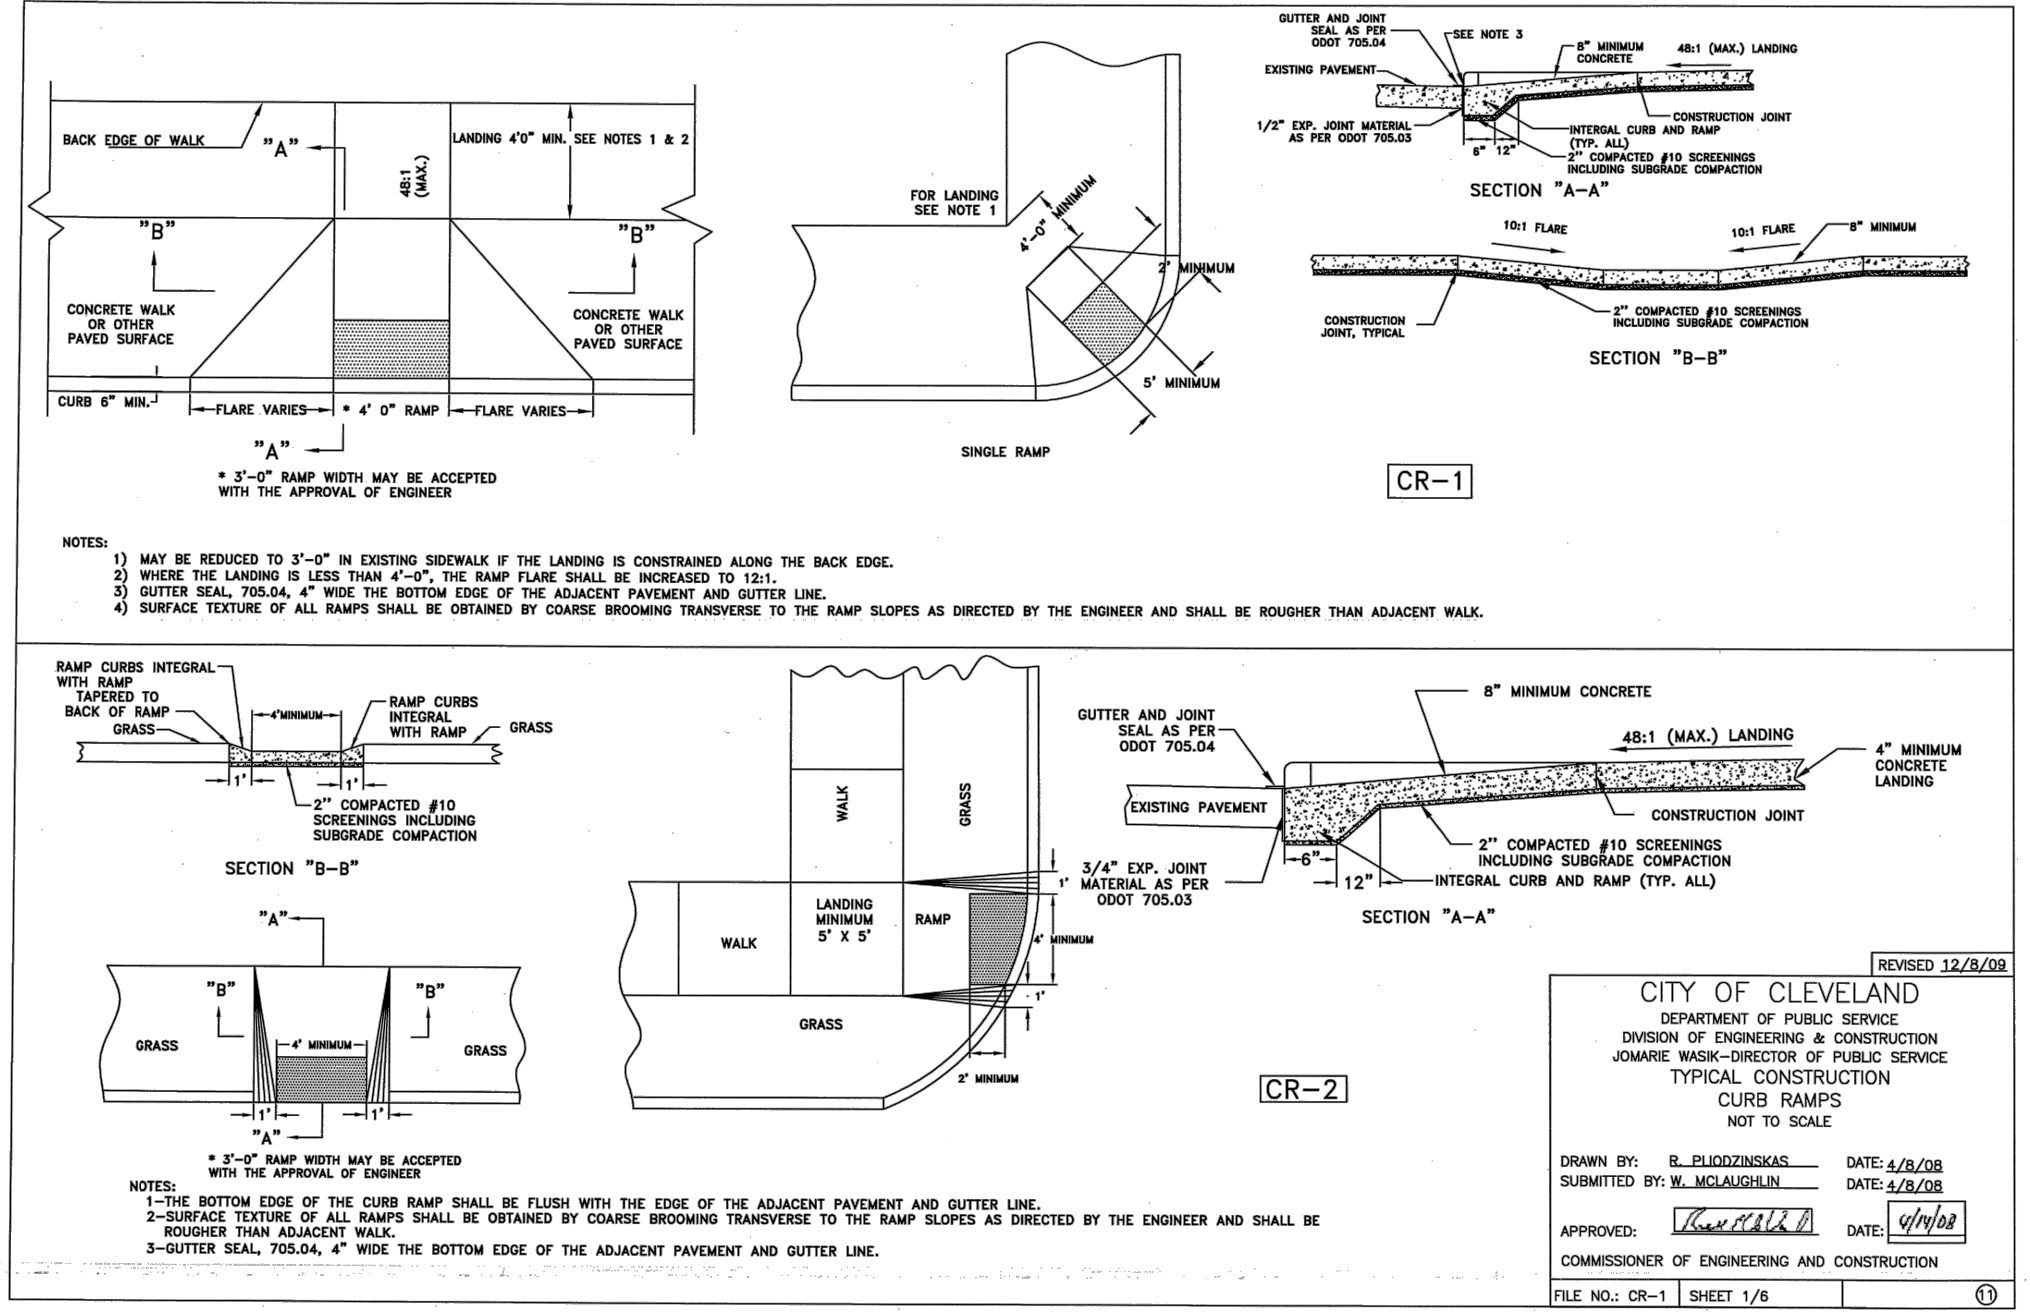 BACK EDGE OF WALK
"A"
48:1
(MAX.)
LANDING 4'0" MIN. SEE NOTES 1 & 2
"B"
"B"
CONCRETE WALK
OR OTHER
PAVED SURFACE
CONCRETE WALK
OR OTHER
PAVED SURFACE
CURB 6" MIN.
FLARE VARIES
* 4' 0" RAMP
FLARE VARIES
"A"
* 3'-0" RAMP WIDTH MAY BE ACCEPTED
WITH THE APPROVAL OF ENGINEER
FOR LANDING
SEE NOTE 1
4'-0" MINIMUM
2' MINIMUM
5' MINIMUM
SINGLE RAMP
GUTTER AND JOINT
SEAL AS PER
ODOT 705.04
SEE NOTE 3
8" MINIMUM
CONCRETE
48:1 (MAX.) LANDING
EXISTING PAVEMENT
1/2" EXP. JOINT MATERIAL
AS PER ODOT 705.03
6"
12"
CONSTRUCTION JOINT
INTERGAL CURB AND RAMP
(TYP. ALL)
2" COMPACTED #10 SCREENINGS
INCLUDING SUBGRADE COMPACTION
SECTION "A-A"
10:1 FLARE
10:1 FLARE
8" MINIMUM
CONSTRUCTION
JOINT, TYPICAL
2" COMPACTED #10 SCREENINGS
INCLUDING SUBGRADE COMPACTION
SECTION "B-B"
CR-1
NOTES:
1) MAY BE REDUCED TO 3'-0" IN EXISTING SIDEWALK IF THE LANDING IS CONSTRAINED ALONG THE BACK EDGE.
2) WHERE THE LANDING IS LESS THAN 4'-0", THE RAMP FLARE SHALL BE INCREASED TO 12:1.
3) GUTTER SEAL, 705.04, 4" WIDE THE BOTTOM EDGE OF THE ADJACENT PAVEMENT AND GUTTER LINE.
4) SURFACE TEXTURE OF ALL RAMPS SHALL BE OBTAINED BY COARSE BROOMING TRANSVERSE TO THE RAMP SLOPES AS DIRECTED BY THE ENGINEER AND SHALL BE ROUGHER THAN ADJACENT WALK.
RAMP CURBS INTEGRAL
WITH RAMP
TAPERED TO
BACK OF RAMP
GRASS
4'MINIMUM
RAMP CURBS
INTEGRAL
WITH RAMP
GRASS
1'
1'
2" COMPACTED #10
SCREENINGS INCLUDING
SUBGRADE COMPACTION
SECTION "B-B"
"A"
"B"
"B"
GRASS
4' MINIMUM
GRASS
1'
1'
"A"
* 3'-0" RAMP WIDTH MAY BE ACCEPTED
WITH THE APPROVAL OF ENGINEER
WALK
GRASS
WALK
LANDING
MINIMUM
5' X 5'
RAMP
1'
4' MINIMUM
1'
GRASS
2' MINIMUM
GUTTER AND JOINT
SEAL AS PER
ODOT 705.04
8" MINIMUM CONCRETE
48:1 (MAX.) LANDING
4" MINIMUM
CONCRETE
LANDING
EXISTING PAVEMENT
CONSTRUCTION JOINT
3/4" EXP. JOINT
MATERIAL AS PER
ODOT 705.03
6"
12"
2" COMPACTED #10 SCREENINGS
INCLUDING SUBGRADE COMPACTION
INTEGRAL CURB AND RAMP (TYP. ALL)
SECTION "A-A"
CR-2
NOTES:
1-THE BOTTOM EDGE OF THE CURB RAMP SHALL BE FLUSH WITH THE EDGE OF THE ADJACENT PAVEMENT AND GUTTER LINE.
2-SURFACE TEXTURE OF ALL RAMPS SHALL BE OBTAINED BY COARSE BROOMING TRANSVERSE TO THE RAMP SLOPES AS DIRECTED BY THE ENGINEER AND SHALL BE
ROUGHER THAN ADJACENT WALK.
3-GUTTER SEAL, 705.04, 4" WIDE THE BOTTOM EDGE OF THE ADJACENT PAVEMENT AND GUTTER LINE.
REVISED 12/8/09
CITY OF CLEVELAND
DEPARTMENT OF PUBLIC SERVICE
DIVISION OF ENGINEERING & CONSTRUCTION
JOMARIE WASIK-DIRECTOR OF PUBLIC SERVICE
TYPICAL CONSTRUCTION
CURB RAMPS
NOT TO SCALE
DRAWN BY: R. PLIODZINSKAS DATE: 4/8/08
SUBMITTED BY: W. MCLAUGHLIN DATE: 4/8/08
APPROVED: DATE: 4/14/08
COMMISSIONER OF ENGINEERING AND CONSTRUCTION
FILE NO.: CR-1 SHEET 1/6 11